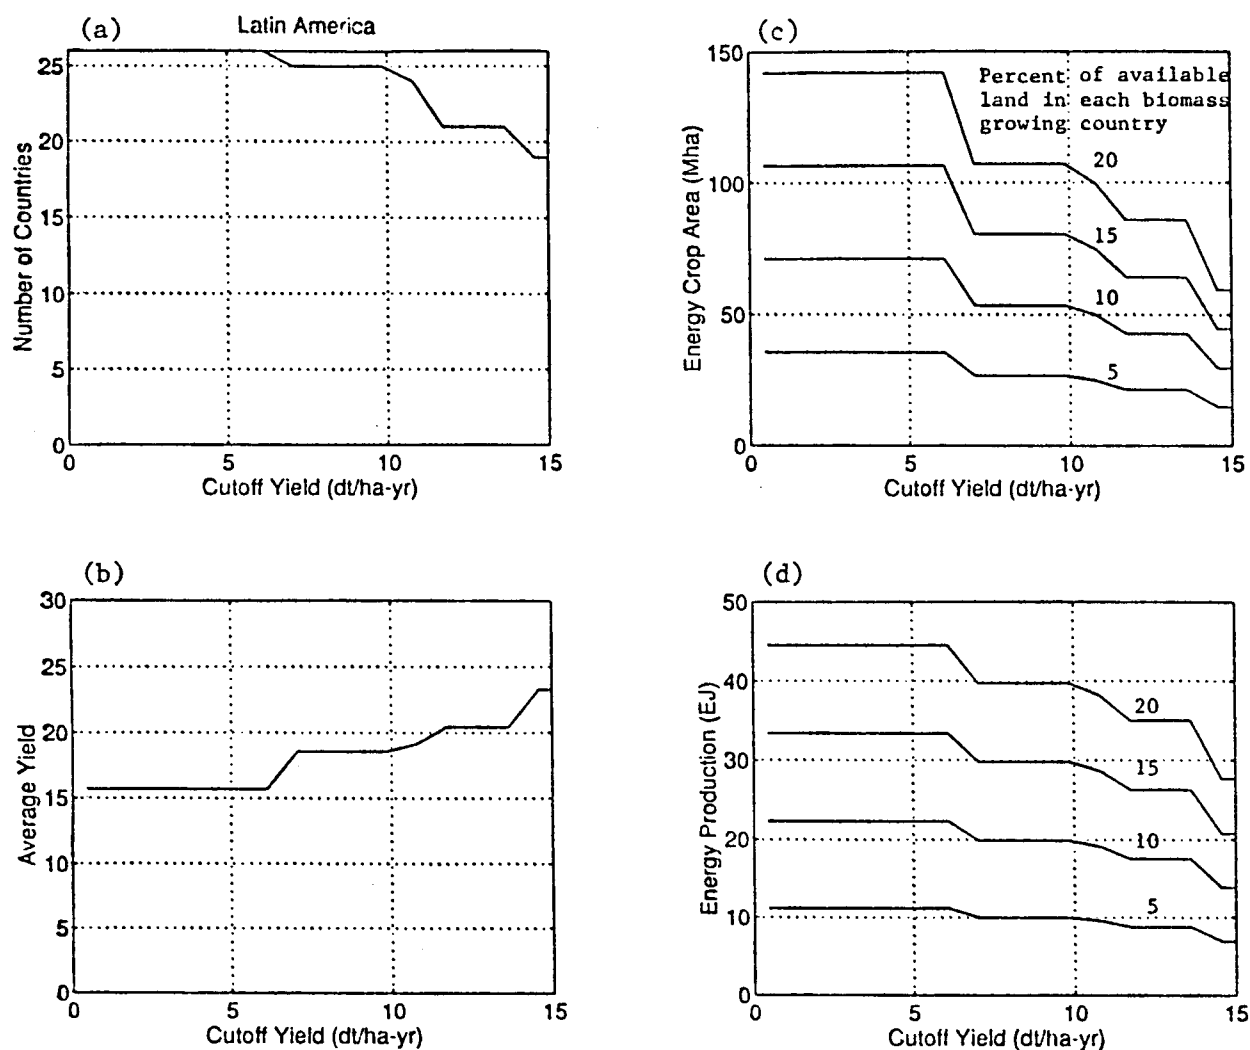 (a)
Latin America
25
20
15
10
5
0
0 5 10 15
Number of Countries
Cutoff Yield (dt/ha-yr)
(c)
150
100
50
0
0 5 10 15
Energy Crop Area (Mha)
Percent of available
land in each biomass
growing country
20
15
10
5
Cutoff Yield (dt/ha-yr)
(b)
30
25
20
15
10
5
0
0 5 10 15
Average Yield
Cutoff Yield (dt/ha-yr)
(d)
50
40
30
20
10
0
0 5 10 15
Energy Production (EJ)
20
15
10
5
Cutoff Yield (dt/ha-yr)